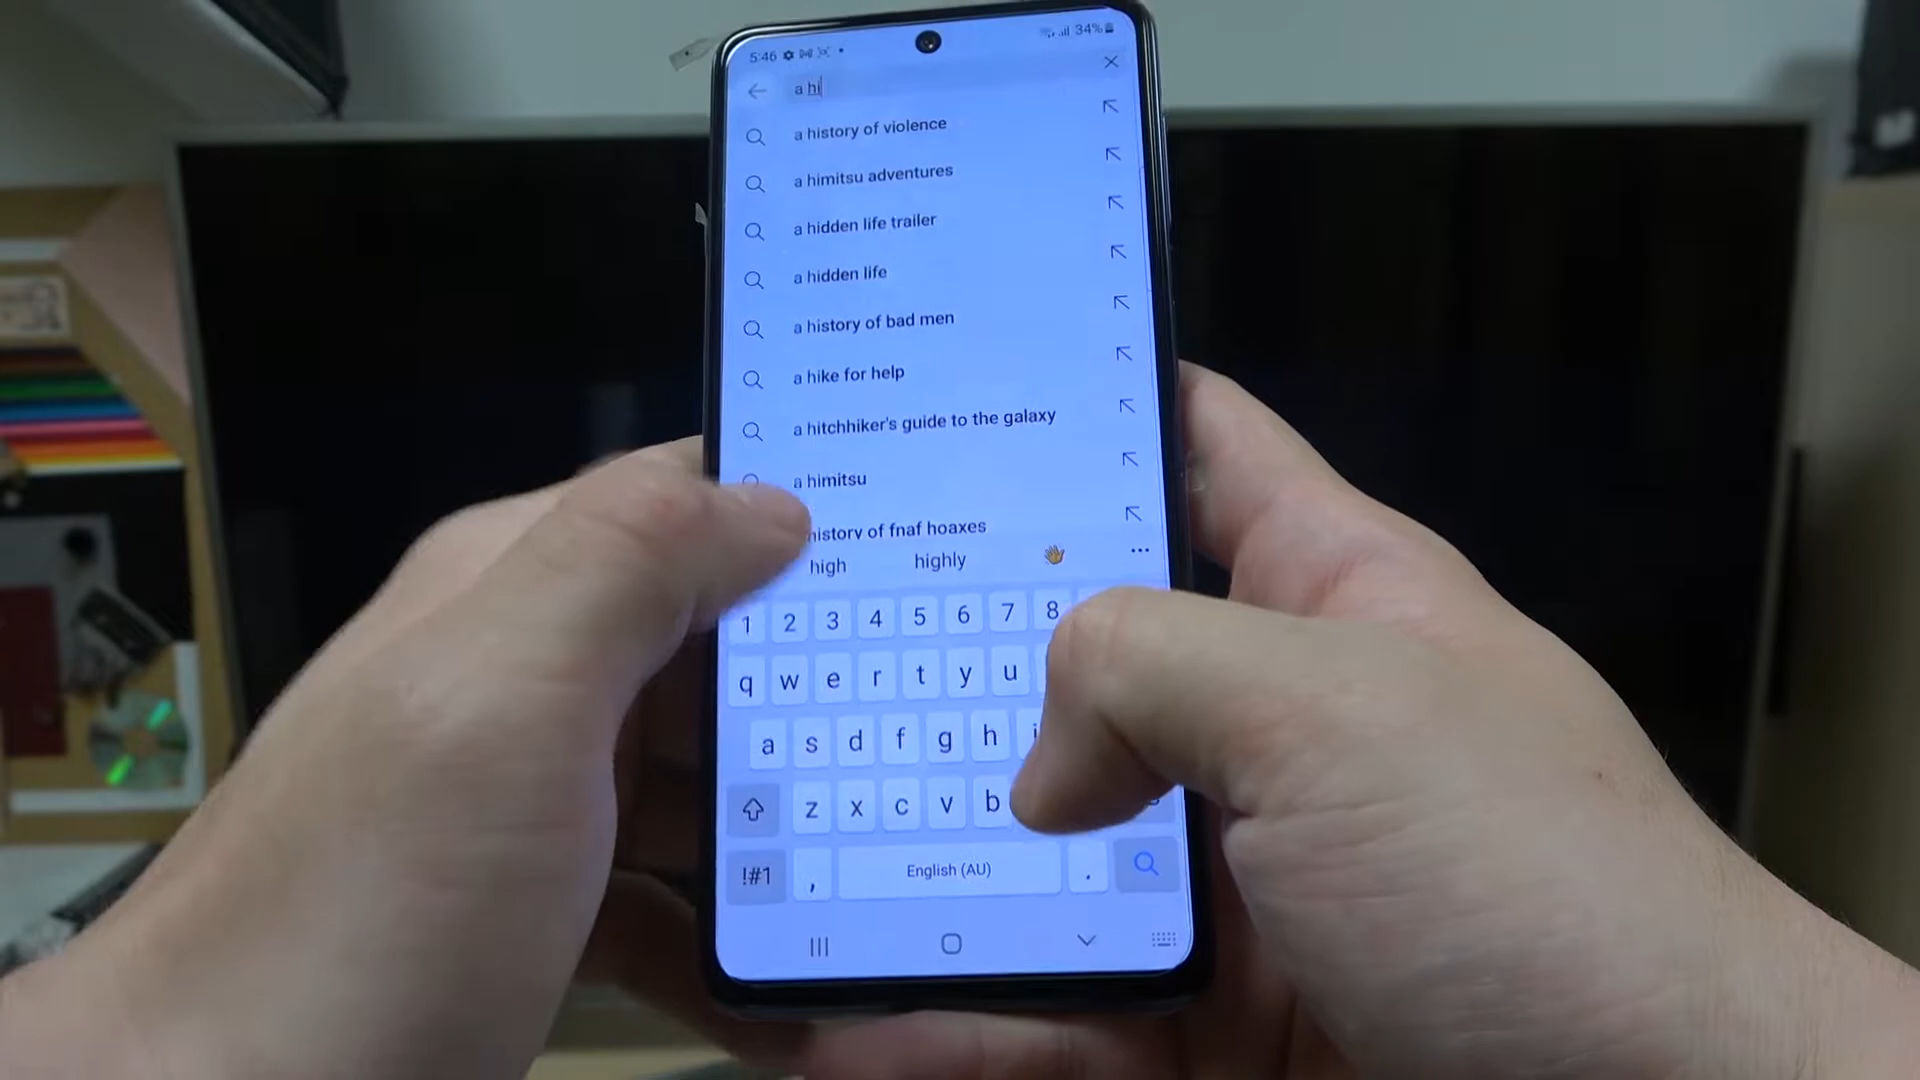 5:46
34%
a hi
a history of violence
a himitsu adventures
a hidden life trailer
a hidden life
a history of bad men
a hike for help
a hitchhiker's guide to the galaxy
a himitsu
history of fnaf hoaxes
high highly 👋 •••
1 2 3 4 5 6 7 8
q w e r t y u
a s d f g h
z x c v b
!#1 , English (AU) .